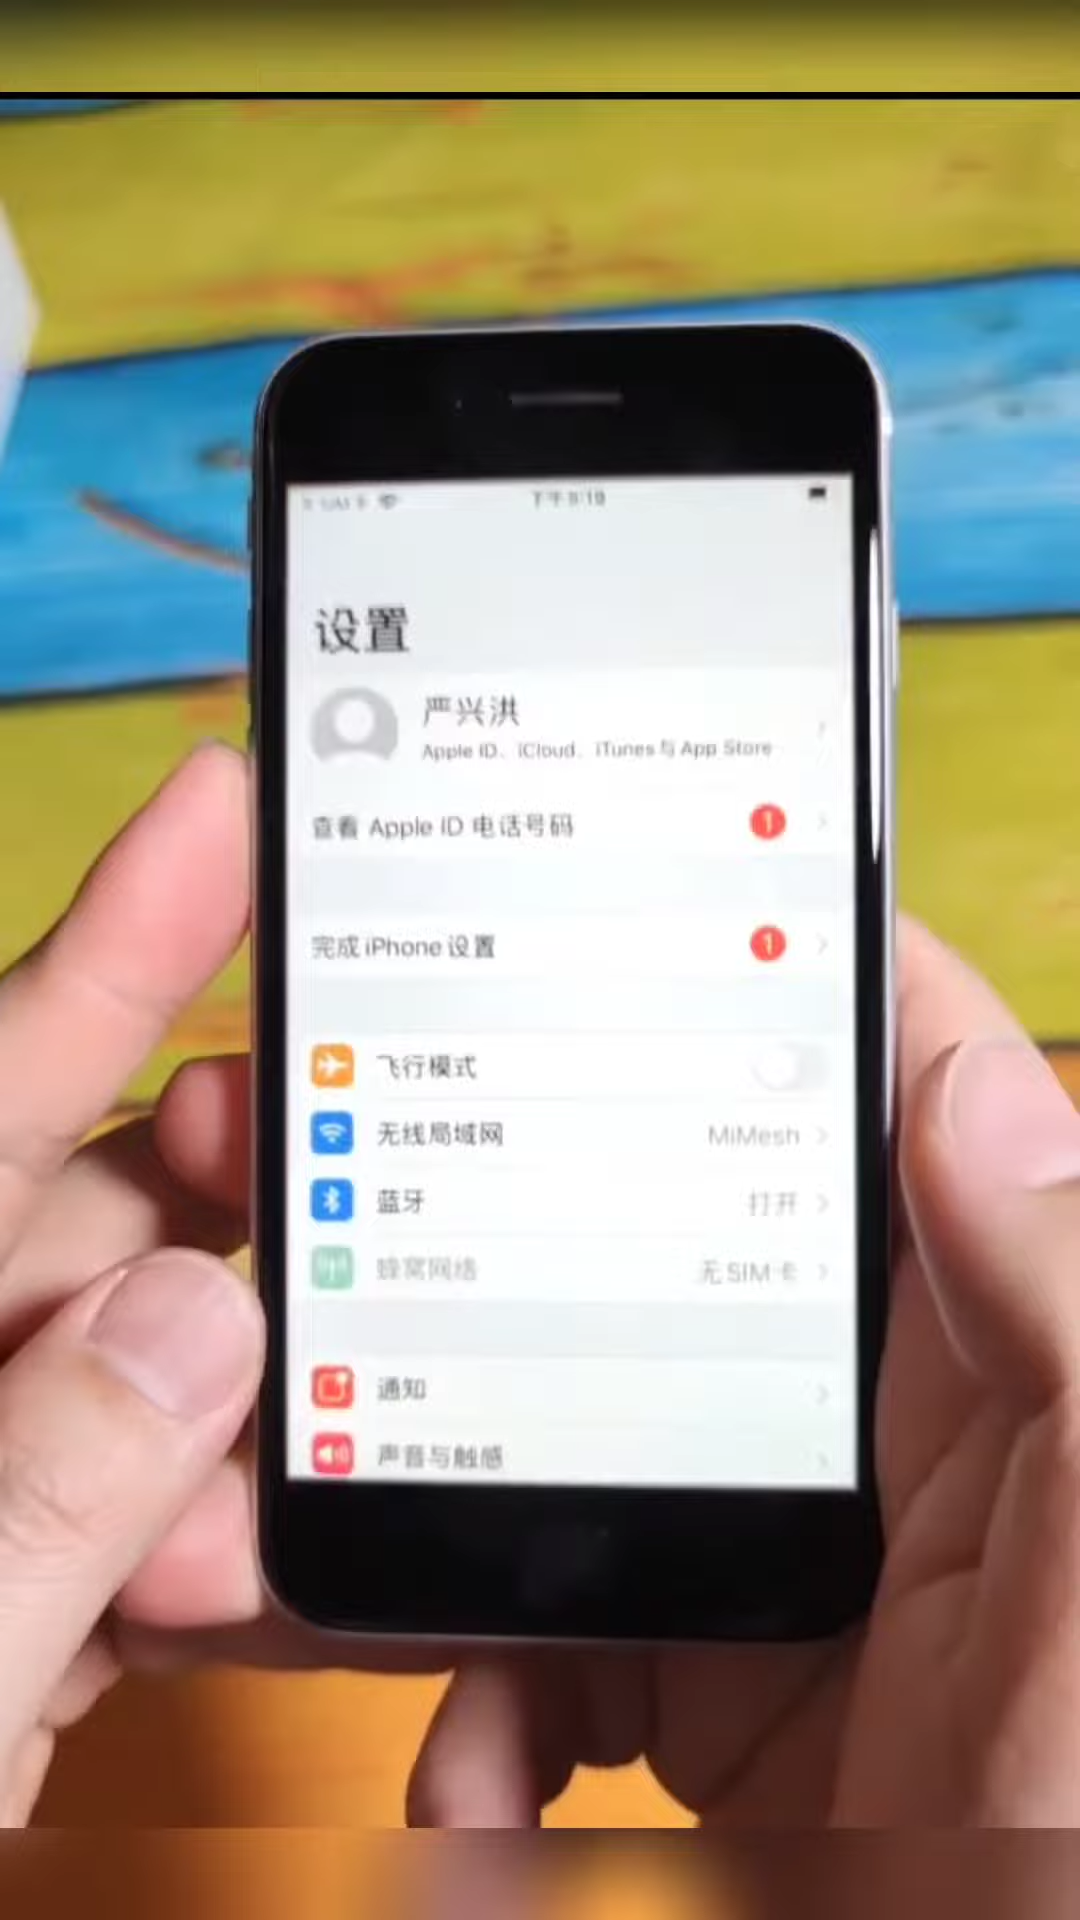 下午
设置
严兴洪
Apple ID、iCloud、iTunes 与 App Store
查看 Apple ID 电话号码 1
完成 iPhone 设置 1
飞行模式
无线局域网 MiMesh
蓝牙 打开
蜂窝网络 无 SIM 卡
通知
声音与触感